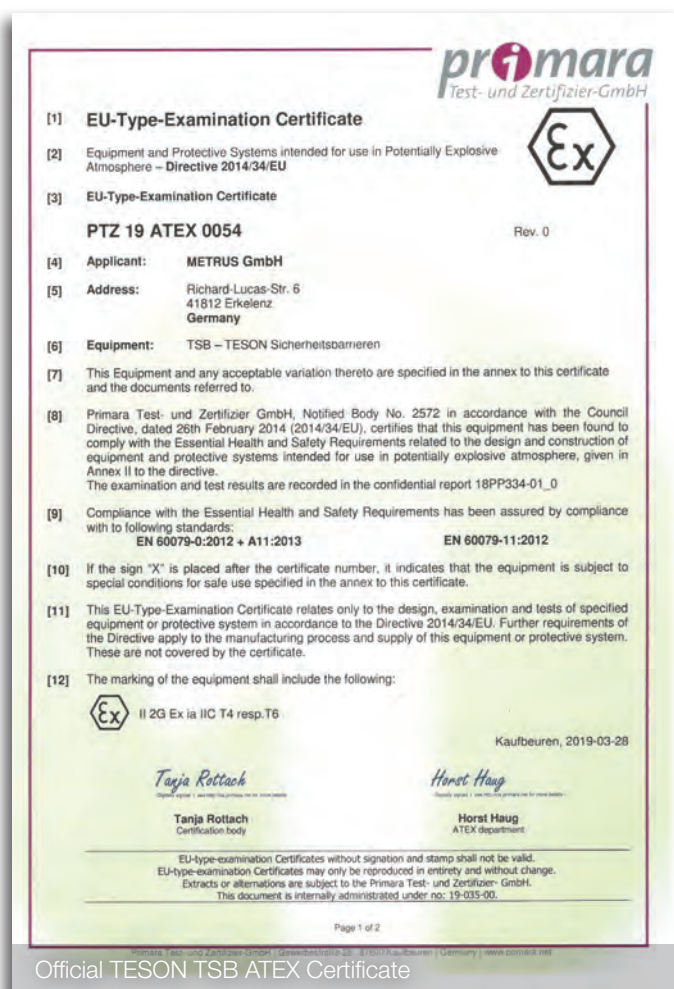 primara
Test- und Zertifizier-GmbH
[1] EU-Type-Examination Certificate
[2] Equipment and Protective Systems intended for use in Potentially Explosive
Atmosphere – Directive 2014/34/EU
[3] EU-Type-Examination Certificate
PTZ 19 ATEX 0054 Rev. 0
[4] Applicant: METRUS GmbH
[5] Address: Richard-Lucas-Str. 6
41812 Erkelenz
Germany
[6] Equipment: TSB – TESON Sicherheitsbarrieren
[7] This Equipment and any acceptable variation thereto are specified in the annex to this certificate
and the documents referred to.
[8] Primara Test- und Zertifizier GmbH, Notified Body No. 2572 in accordance with the Council
Directive, dated 26th February 2014 (2014/34/EU), certifies that this equipment has been found to
comply with the Essential Health and Safety Requirements related to the design and construction of
equipment and protective systems intended for use in potentially explosive atmosphere, given in
Annex II to the directive.
The examination and test results are recorded in the confidential report 18PP334-01_0
[9] Compliance with the Essential Health and Safety Requirements has been assured by compliance
with to following standards:
EN 60079-0:2012 + A11:2013 EN 60079-11:2012
[10] If the sign "X" is placed after the certificate number, it indicates that the equipment is subject to
special conditions for safe use specified in the annex to this certificate.
[11] This EU-Type-Examination Certificate relates only to the design, examination and tests of specified
equipment or protective system in accordance to the Directive 2014/34/EU. Further requirements of
the Directive apply to the manufacturing process and supply of this equipment or protective system.
These are not covered by the certificate.
[12] The marking of the equipment shall include the following:
Ex II 2G Ex ia IIC T4 resp.T6
Kaufbeuren, 2019-03-28
Tanja Rottach Horst Haug
Tanja Rottach Horst Haug
Certification body ATEX department
EU-type-examination Certificates without signation and stamp shall not be valid.
EU-type-examination Certificates may only be reproduced in entirety and without change.
Extracts or alternations are subject to the Primara Test- und Zertifizier- GmbH.
This document is internally administrated under no: 19-035-00.
Page 1 of 2
Primara Test- und Zertifizier-GmbH | Gewerbestraße 28 87600 Kaufbeuren | Germany | www.primara.net
Official TESON TSB ATEX Certificate